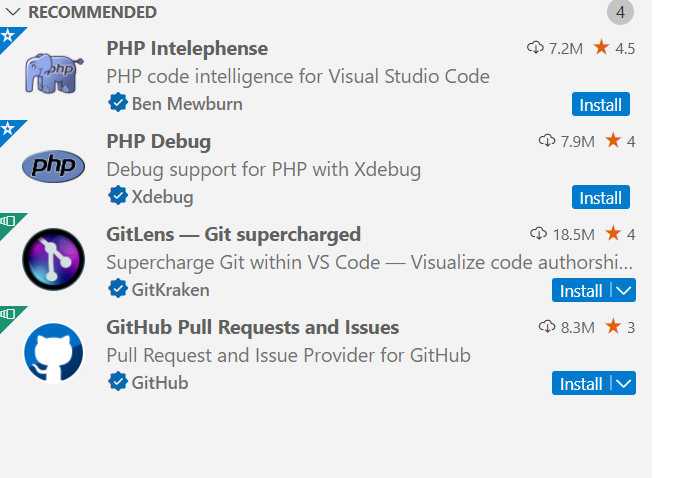 RECOMMENDED 4
PHP Intelephense 7.2M 4.5
PHP code intelligence for Visual Studio Code
Ben Mewburn Install
PHP Debug 7.9M 4
Debug support for PHP with Xdebug
Xdebug Install
GitLens — Git supercharged 18.5M 4
Supercharge Git within VS Code — Visualize code authorshi...
GitKraken Install
GitHub Pull Requests and Issues 8.3M 3
Pull Request and Issue Provider for GitHub
GitHub Install
php
php